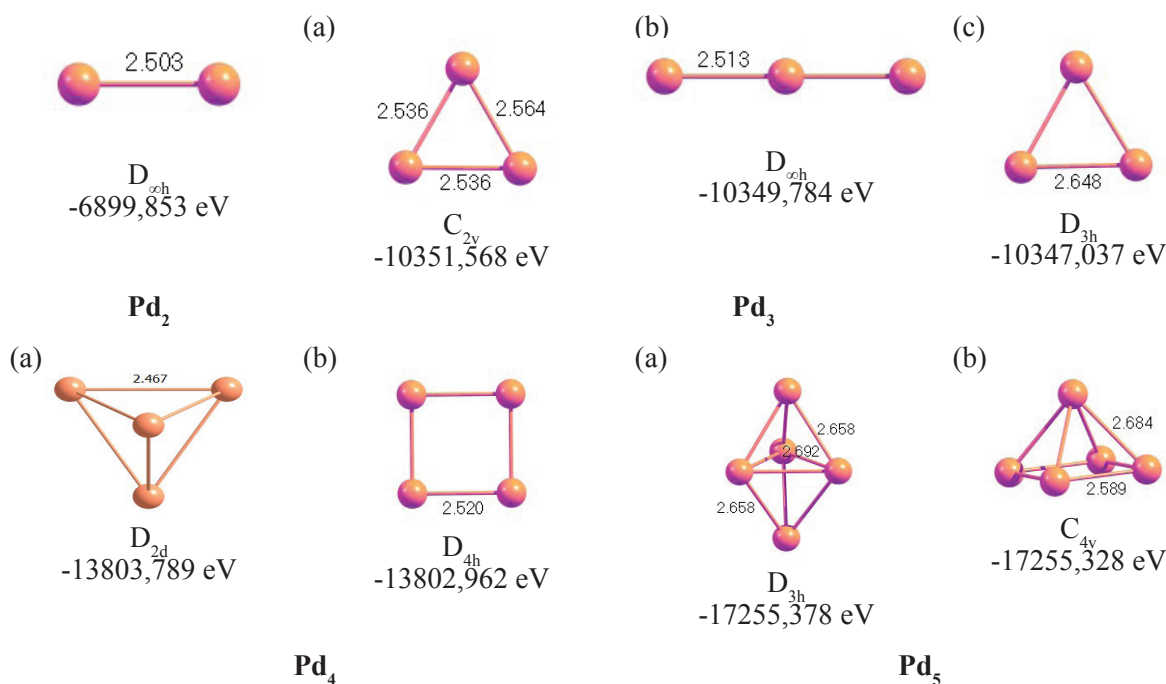 2.503
D∞h
-6899,853 eV
Pd2
(a)
2.536
2.564
2.536
C2v
-10351,568 eV
(b)
2.513
D∞h
-10349,784 eV
(c)
2.648
D3h
-10347,037 eV
Pd3
(a)
2.467
D2d
-13803,789 eV
(b)
2.520
D4h
-13802,962 eV
Pd4
(a)
2.658
2.692
2.658
D3h
-17255,378 eV
(b)
2.684
2.589
C4v
-17255,328 eV
Pd5